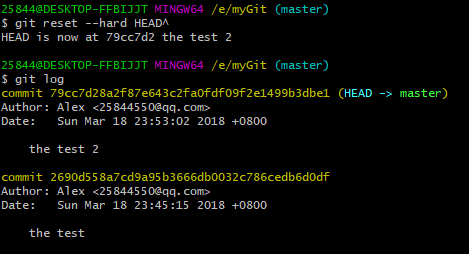 25844@DESKTOP-FFBIJJT MINGW64 /e/myGit (master)
$ git reset --hard HEAD^
HEAD is now at 79cc7d2 the test 2
25844@DESKTOP-FFBIJJT MINGW64 /e/myGit (master)
$ git log
commit 79cc7d28a2f87e643c2fa0fdf09f2e1499b3dbe1 (HEAD -> master)
Author: Alex <25844550@qq.com>
Date:   Sun Mar 18 23:53:02 2018 +0800
    the test 2
commit 2690d558a7cd9a95b3666db0032c786cedb6d0df
Author: Alex <25844550@qq.com>
Date:   Sun Mar 18 23:45:15 2018 +0800
    the test